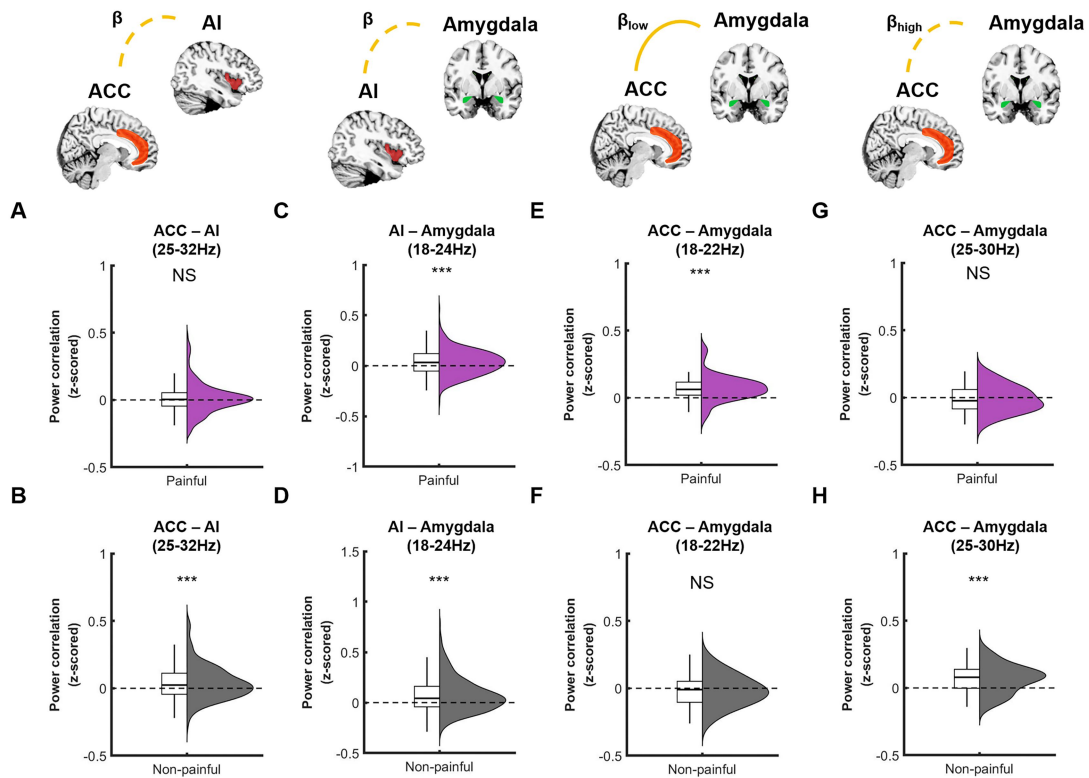 β
AI
ACC
β
Amygdala
AI
βlow
Amygdala
ACC
βhigh
Amygdala
ACC
A
ACC – AI
(25-32Hz)
NS
1
0.5
0
-0.5
Power correlation
(z-scored)
Painful
C
AI – Amygdala
(18-24Hz)
***
1
0.5
0
-0.5
-1
Power correlation
(z-scored)
Painful
E
ACC – Amygdala
(18-22Hz)
***
1
0.5
0
-0.5
Power correlation
(z-scored)
Painful
G
ACC – Amygdala
(25-30Hz)
NS
1
0.5
0
-0.5
Power correlation
(z-scored)
Painful
B
ACC – AI
(25-32Hz)
***
1
0.5
0
-0.5
Power correlation
(z-scored)
Non-painful
D
AI – Amygdala
(18-24Hz)
***
1.5
1
0.5
0
-0.5
Power correlation
(z-scored)
Non-painful
F
ACC – Amygdala
(18-22Hz)
NS
1
0.5
0
-0.5
Power correlation
(z-scored)
Non-painful
H
ACC – Amygdala
(25-30Hz)
***
1
0.5
0
-0.5
Power correlation
(z-scored)
Non-painful